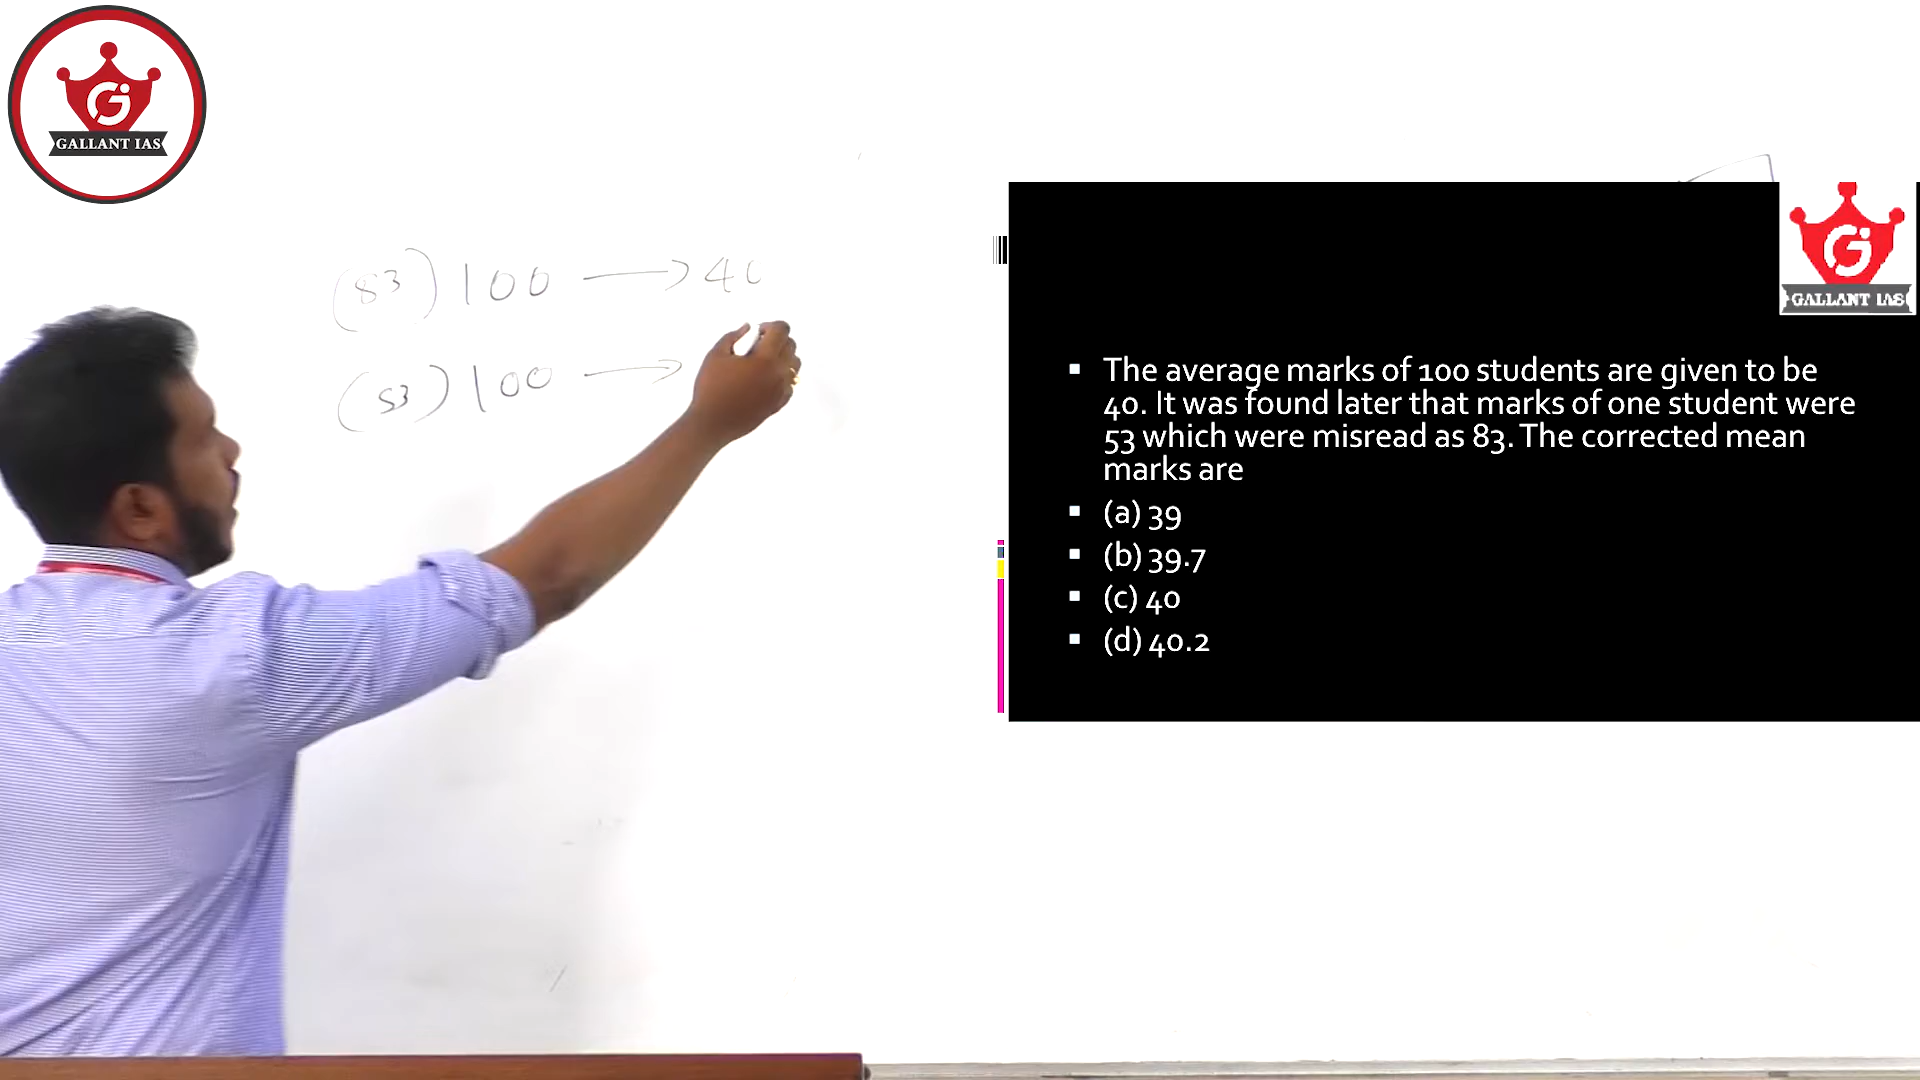 GALLANT IAS
(83) 100 → 40
(53) 100 →
GALLANT IAS
▪ The average marks of 100 students are given to be
40. It was found later that marks of one student were
53 which were misread as 83. The corrected mean
marks are
▪ (a) 39
▪ (b) 39.7
▪ (c) 40
▪ (d) 40.2